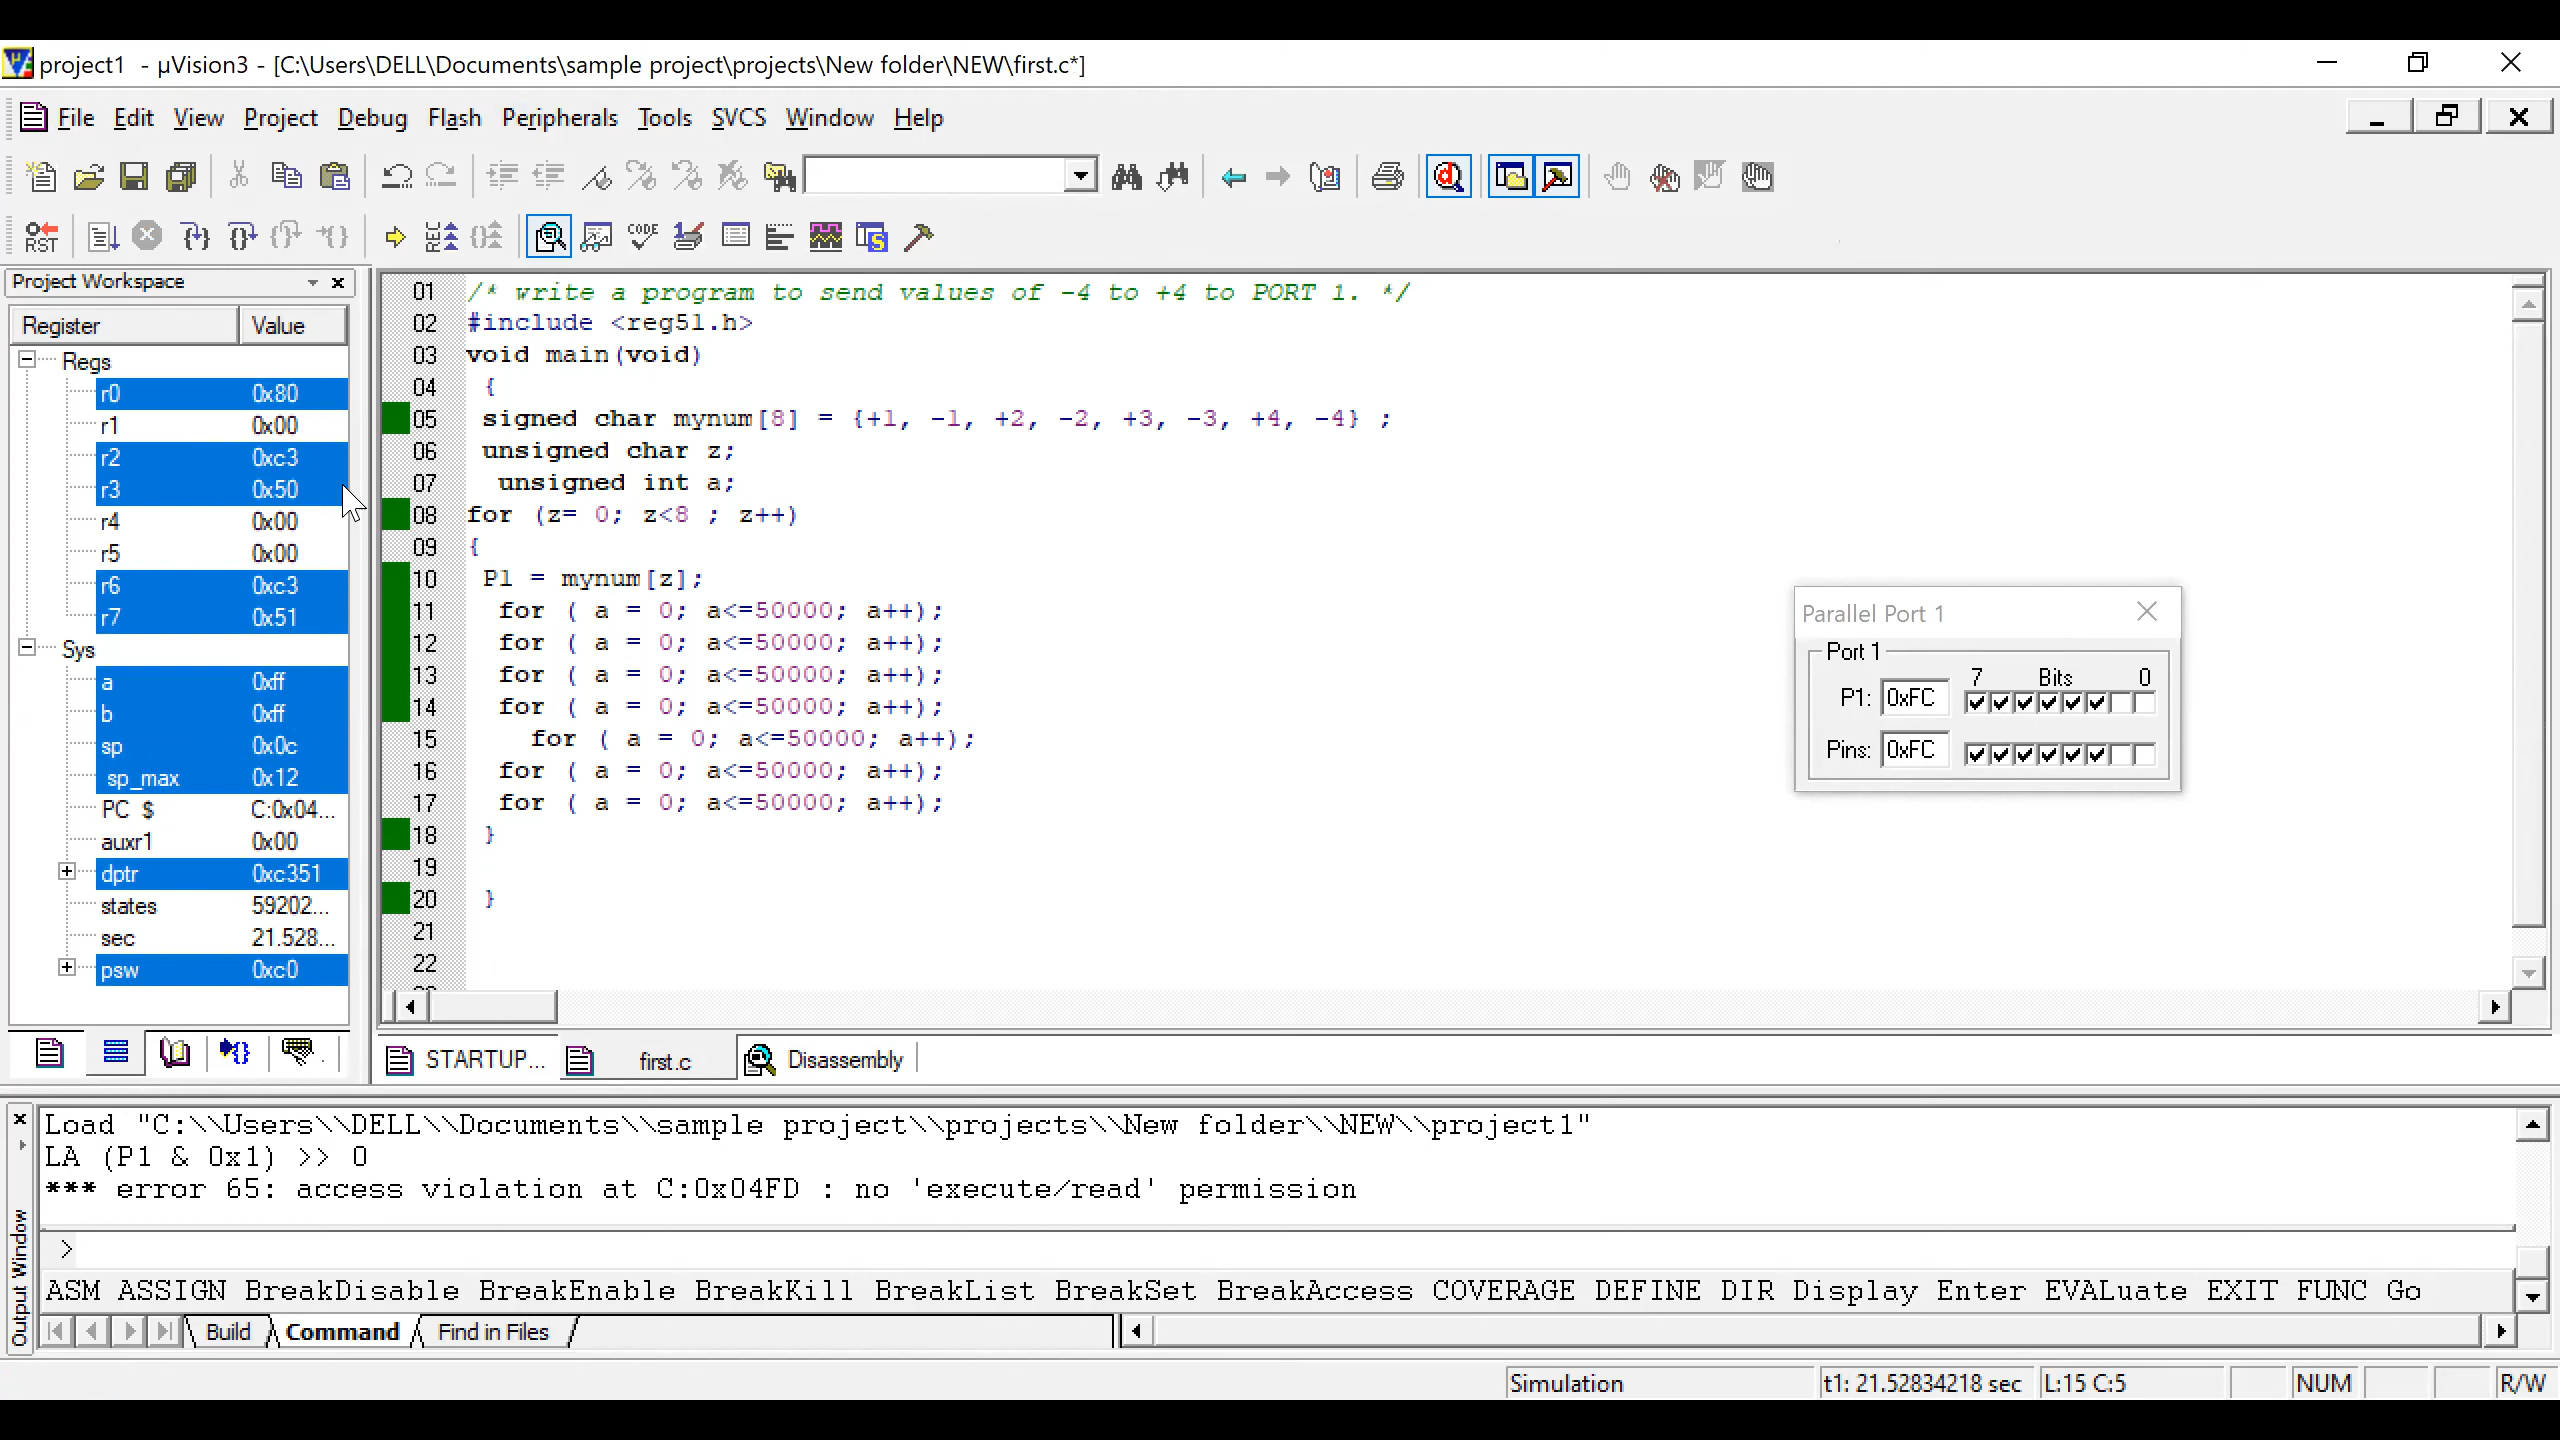 project1 - µVision3 - [C:\Users\DELL\Documents\sample project\projects\New folder\NEW\first.c*]
File Edit View Project Debug Flash Peripherals Tools SVCS Window Help
RST CODE
Project Workspace
Register Value
Regs
r0 0x80
r1 0x00
r2 0xc3
r3 0x50
r4 0x00
r5 0x00
r6 0xc3
r7 0x51
Sys
a 0xff
b 0xff
sp 0x0c
sp_max 0x12
PC $ C:0x04...
auxr1 0x00
dptr 0xc351
states 59202...
sec 21.528...
psw 0xc0
01 /* write a program to send values of -4 to +4 to PORT 1. */
02 #include <reg51.h>
03 void main(void)
04 {
05 signed char mynum[8] = {+1, -1, +2, -2, +3, -3, +4, -4} ;
06 unsigned char z;
07 unsigned int a;
08 for (z= 0; z<8 ; z++)
09 {
10 P1 = mynum[z];
11 for ( a = 0; a<=50000; a++);
12 for ( a = 0; a<=50000; a++);
13 for ( a = 0; a<=50000; a++);
14 for ( a = 0; a<=50000; a++);
15 for ( a = 0; a<=50000; a++);
16 for ( a = 0; a<=50000; a++);
17 for ( a = 0; a<=50000; a++);
18 }
19
20 }
21
22
Parallel Port 1
Port 1
7 Bits 0
P1: 0xFC
Pins: 0xFC
STARTUP... first.c Disassembly
Output Window
Load "C:\\Users\\DELL\\Documents\\sample project\\projects\\New folder\\NEW\\project1"
LA (P1 & 0x1) >> 0
*** error 65: access violation at C:0x04FD : no 'execute/read' permission
>
ASM ASSIGN BreakDisable BreakEnable BreakKill BreakList BreakSet BreakAccess COVERAGE DEFINE DIR Display Enter EVALuate EXIT FUNC Go
Build Command Find in Files
Simulation t1: 21.52834218 sec L:15 C:5 NUM R/W